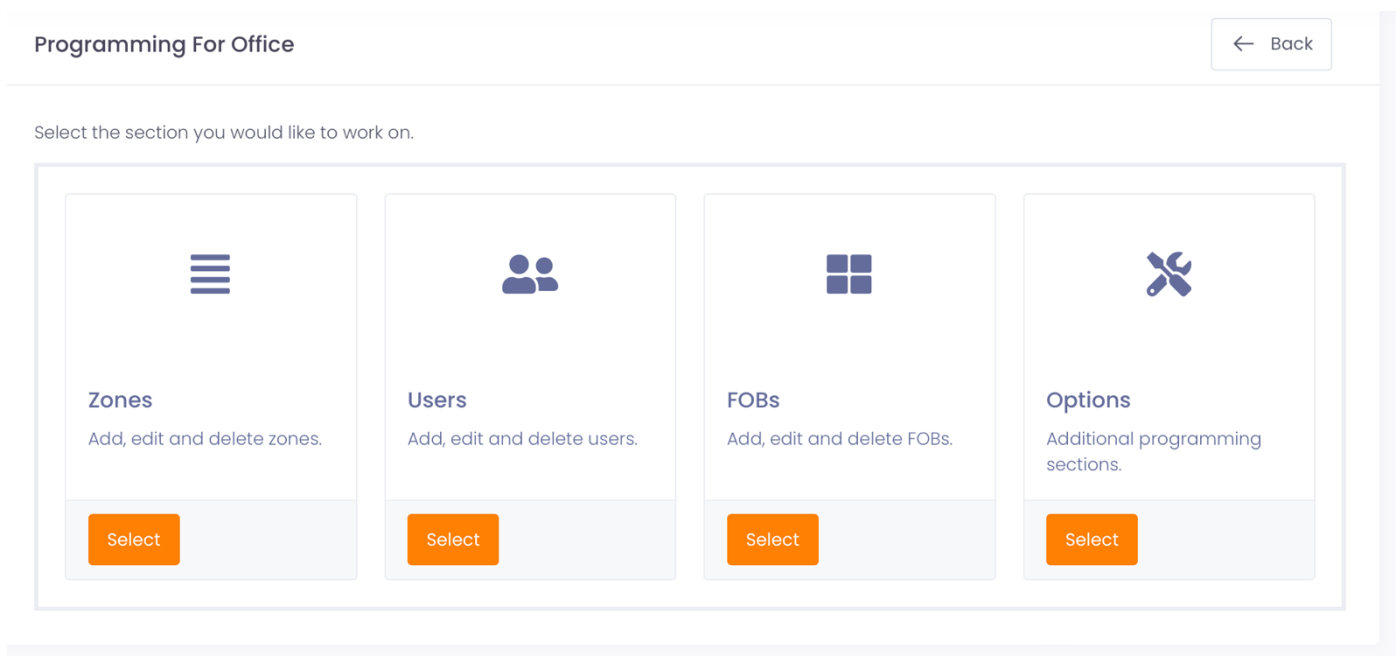 Programming For Office
Back
Select the section you would like to work on.
Zones
Add, edit and delete zones.
Select
Users
Add, edit and delete users.
Select
FOBs
Add, edit and delete FOBs.
Select
Options
Additional programming
sections.
Select